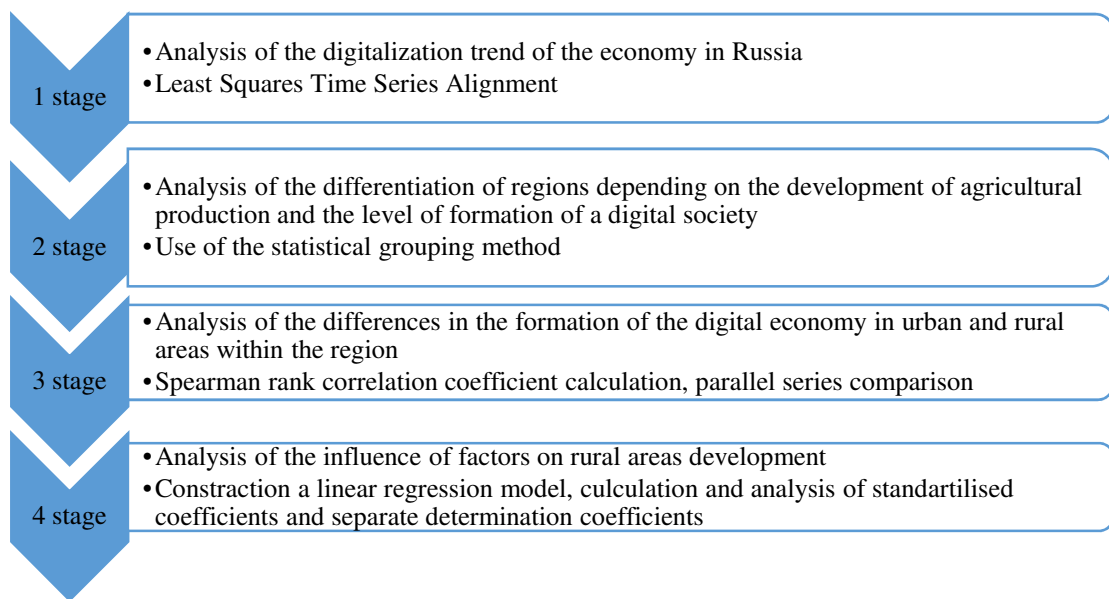 1 stage
•Analysis of the digitalization trend of the economy in Russia
•Least Squares Time Series Alignment
2 stage
•Analysis of the differentiation of regions depending on the development of agricultural
production and the level of formation of a digital society
•Use of the statistical grouping method
3 stage
•Analysis of the differences in the formation of the digital economy in urban and rural
areas within the region
•Spearman rank correlation coefficient calculation, parallel series comparison
4 stage
•Analysis of the influence of factors on rural areas development
•Constraction a linear regression model, culculation and analysis of standartilised
coefficients and separate determination coefficients